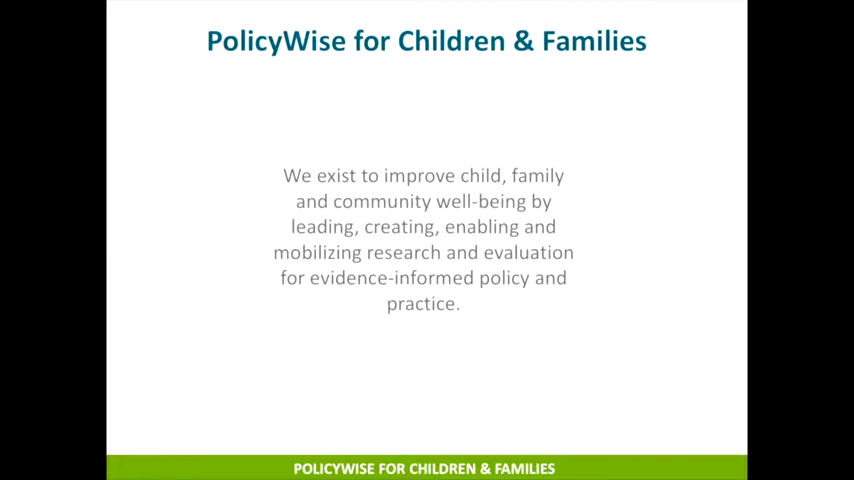 PolicyWise for Children & Families
We exist to improve child, family
and community well-being by
leading, creating, enabling and
mobilizing research and evaluation
for evidence-informed policy and
practice.
POLICYWISE FOR CHILDREN & FAMILIES